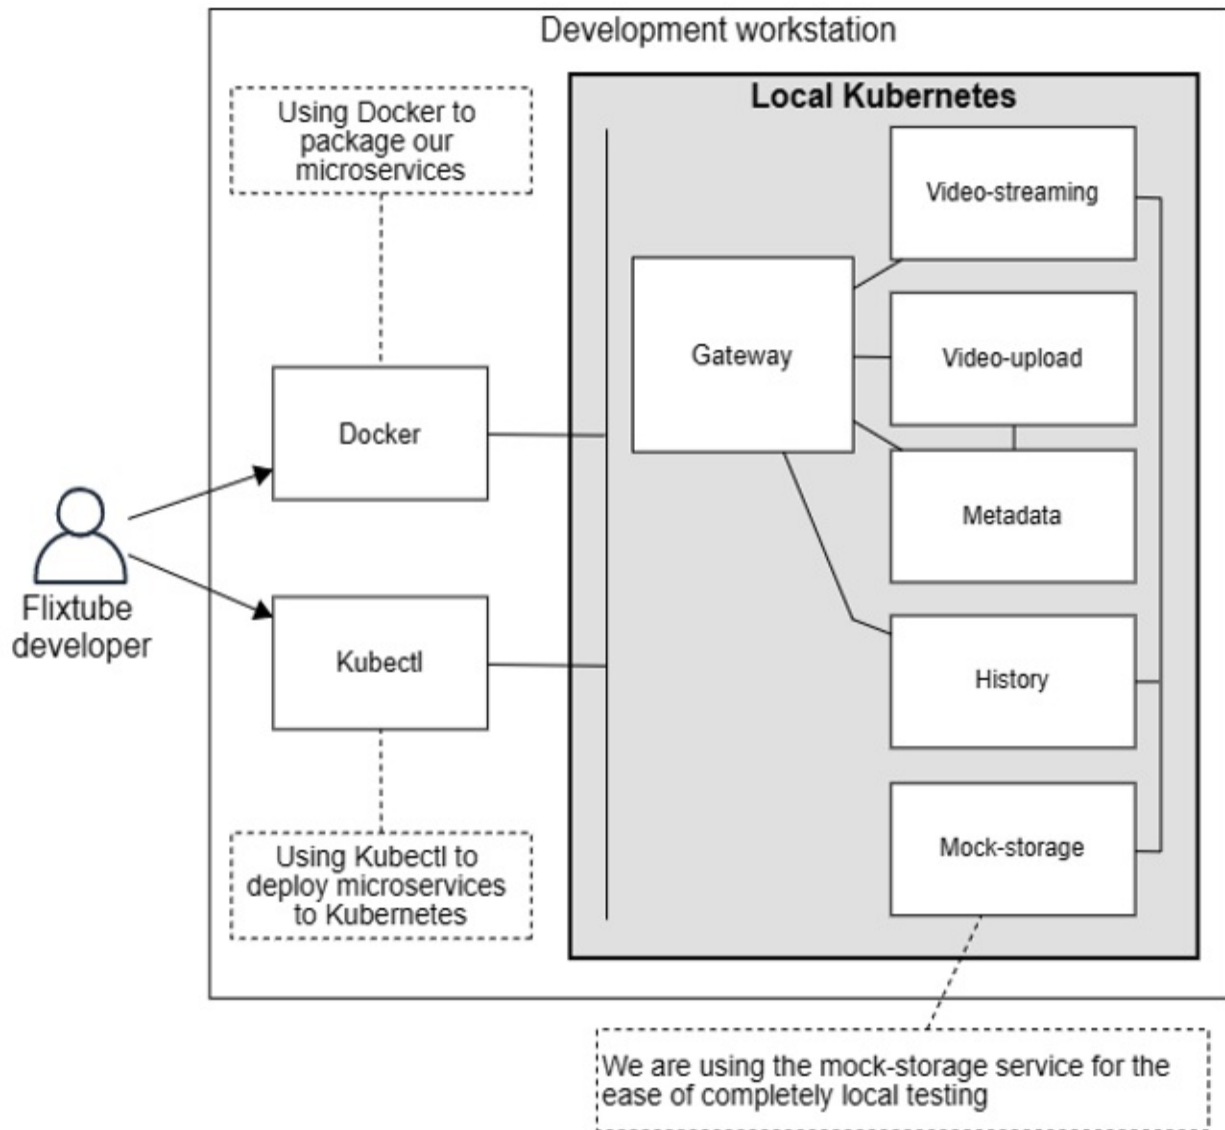 Development workstation
Using Docker to
package our
microservices
Local Kubernetes
Video-streaming
Gateway
Video-upload
Docker
Metadata
Flixtube
developer
Kubectl
History
Using Kubectl to
deploy microservices
to Kubernetes
Mock-storage
We are using the mock-storage service for the
ease of completely local testing